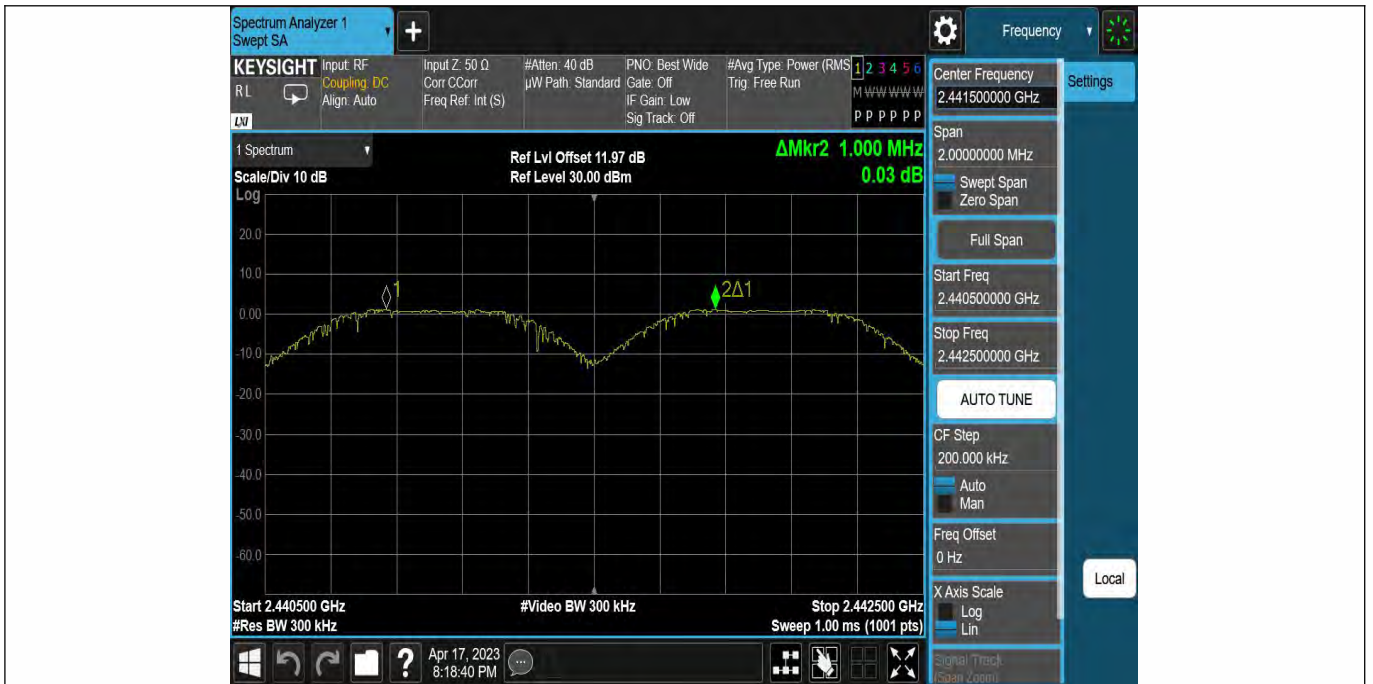 Spectrum Analyzer 1
Swept SA
+
Frequency
KEYSIGHT
RL
LXI
Input: RF
Coupling: DC
Align: Auto
Input Z: 50 Ω
Corr CCorr
Freq Ref: Int (S)
#Atten: 40 dB
µW Path: Standard
PNO: Best Wide
Gate: Off
IF Gain: Low
Sig Track: Off
#Avg Type: Power (RMS
Trig: Free Run
1 2 3 4 5 6
M W W W W W
P P P P P P
1 Spectrum
Scale/Div 10 dB
Log
Ref Lvl Offset 11.97 dB
Ref Level 30.00 dBm
ΔMkr2 1.000 MHz
0.03 dB
20.0
10.0
0.00
-10.0
-20.0
-30.0
-40.0
-50.0
-60.0
1
2Δ1
Start 2.440500 GHz
#Res BW 300 kHz
#Video BW 300 kHz
Stop 2.442500 GHz
Sweep 1.00 ms (1001 pts)
Center Frequency
2.441500000 GHz
Settings
Span
2.00000000 MHz
Swept Span
Zero Span
Full Span
Start Freq
2.440500000 GHz
Stop Freq
2.442500000 GHz
AUTO TUNE
CF Step
200.000 kHz
Auto
Man
Freq Offset
0 Hz
X Axis Scale
Log
Lin
Signal Track
(Span Zoom)
Local
?
Apr 17, 2023
8:18:40 PM